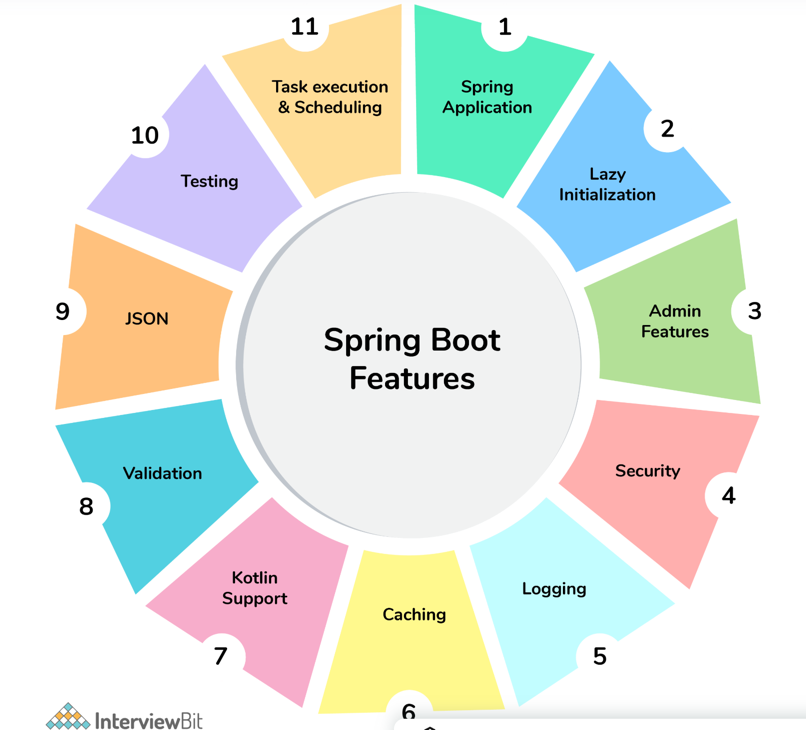 11
1
Task execution
& Scheduling
Spring
Application
10
2
Testing
Lazy
Initialization
9
JSON
Admin
Features
3
Spring Boot
Features
Validation
Security
8
4
Kotlin
Support
Logging
Caching
7
5
6
InterviewBit